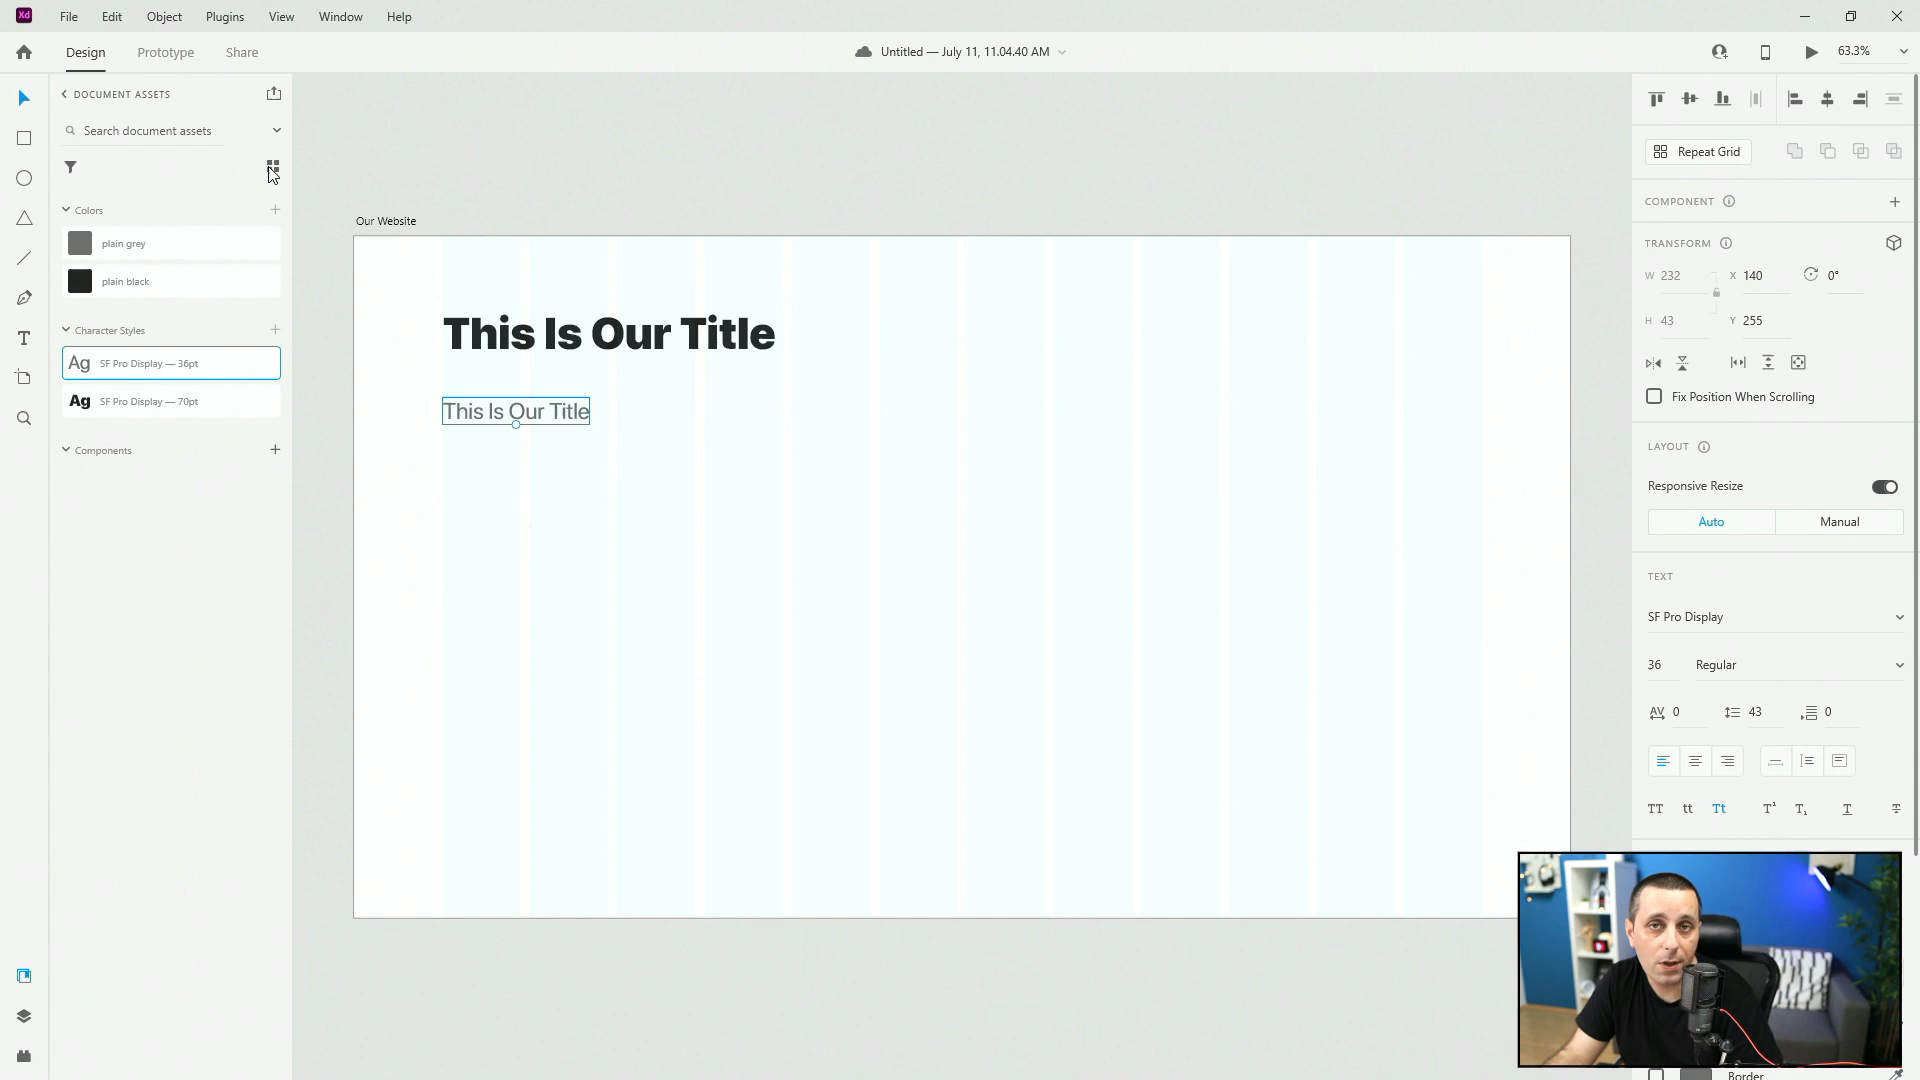 Xd File Edit Object Plugins View Window Help
Design Prototype Share Untitled — July 11, 11.04.40 AM 63.3%
DOCUMENT ASSETS
Search document assets
Colors
plain grey
plain black
Character Styles
Ag SF Pro Display — 36pt
Ag SF Pro Display — 70pt
Components
Our Website
This Is Our Title
This Is Our Title
Repeat Grid
COMPONENT
TRANSFORM
W 232 X 140 0°
H 43 Y 255
Fix Position When Scrolling
LAYOUT
Responsive Resize
Auto Manual
TEXT
SF Pro Display
36 Regular
AV 0 43 0
TT tt Tt T¹ T₁ T T
Border